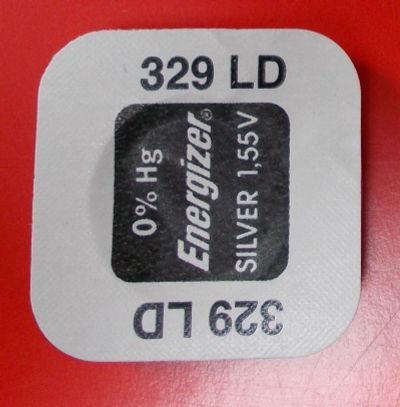 329 LD
0% Hg
Energizer®
SILVER 1,55V
329 LD